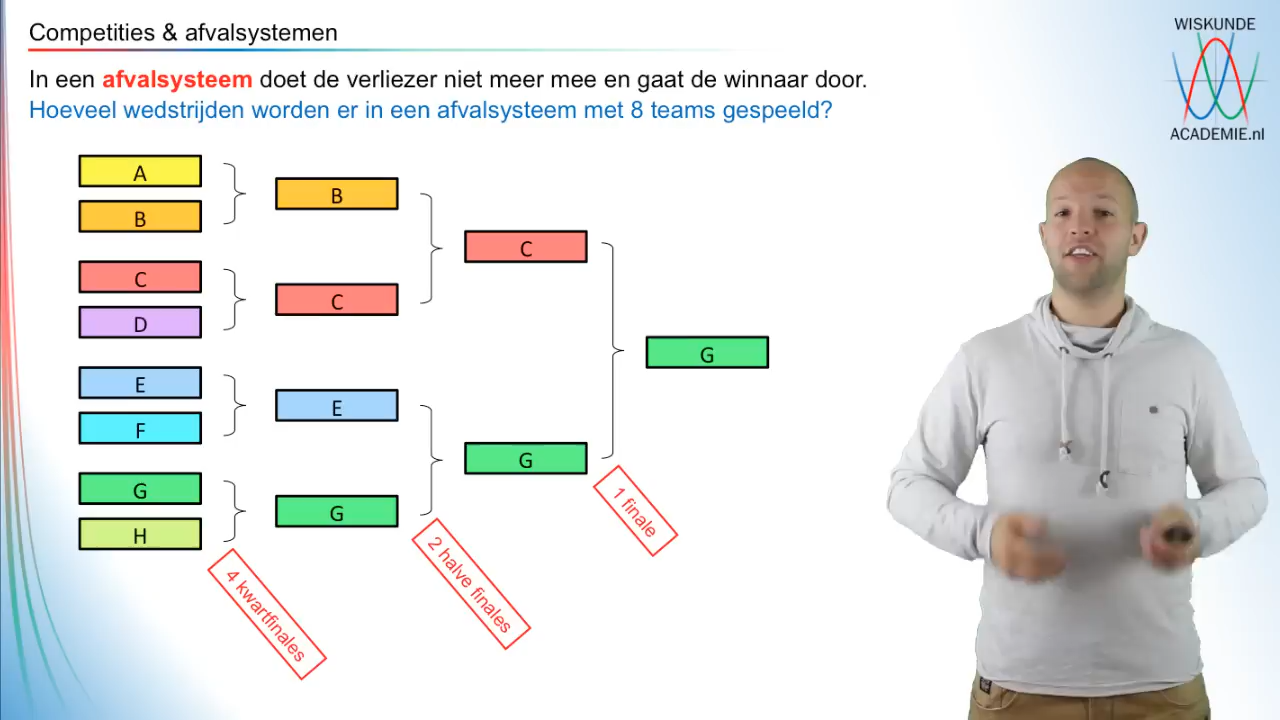 Competities & afvalsystemen
WISKUNDE
ACADEMIE.nl
In een afvalsysteem doet de verliezer niet meer mee en gaat de winnaar door.
Hoeveel wedstrijden worden er in een afvalsysteem met 8 teams gespeeld?
A
B
C
D
E
F
G
H
B
C
E
G
C
G
G
4 kwartfinales
2 halve finales
1 finale